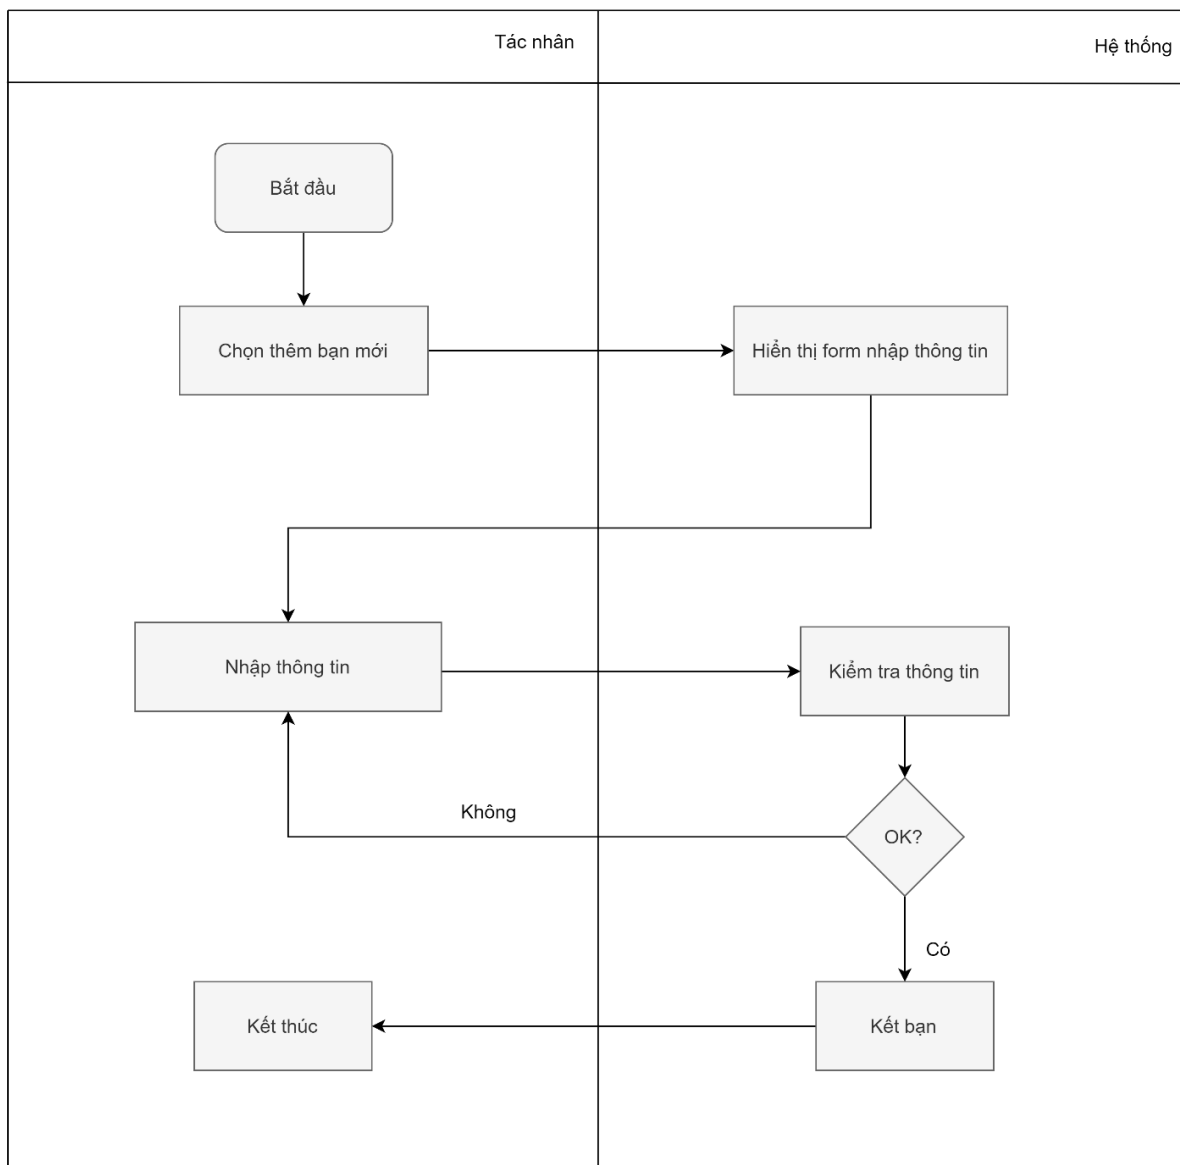 Tác nhân
Hệ thống
Bắt đầu
Chọn thêm bạn mới
Hiển thị form nhập thông tin
Nhập thông tin
Kiểm tra thông tin
Không
OK?
Có
Kết thúc
Kết bạn